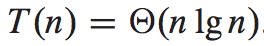 T(n) = Θ(n lg n).